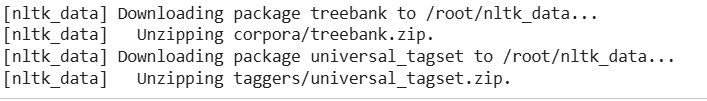 [nltk_data] Downloading package treebank to /root/nltk_data...
[nltk_data]   Unzipping corpora/treebank.zip.
[nltk_data] Downloading package universal_tagset to /root/nltk_data...
[nltk_data]   Unzipping taggers/universal_tagset.zip.